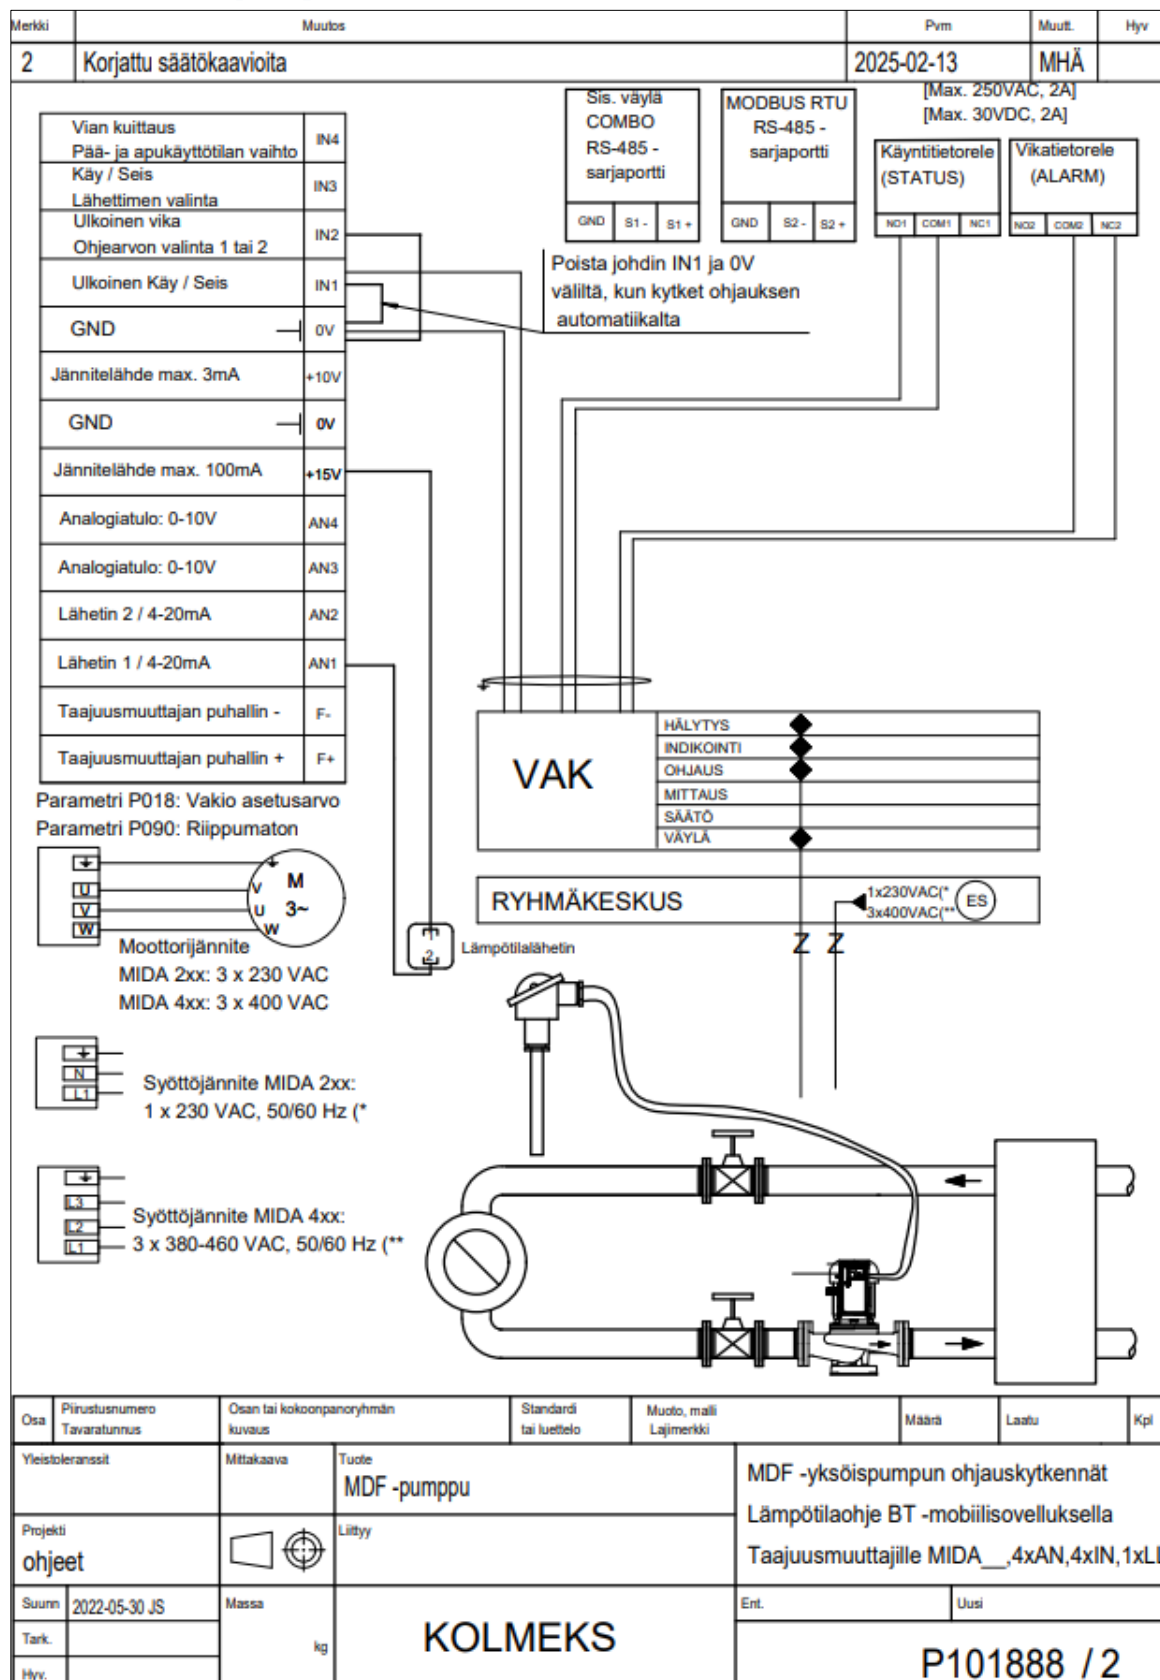 Merkki Muutos Pvm Muutt. Hyv
2 Korjattu säätökaavioita 2025-02-13 MHÄ
[Max. 250VAC, 2A]
[Max. 30VDC, 2A]
Vian kuittaus
Pää- ja apukäyttötilan vaihto
IN4
Käy / Seis
Lähettimen valinta
IN3
Ulkoinen vika
Ohjearvon valinta 1 tai 2
IN2
Ulkoinen Käy / Seis IN1
GND 0V
Jännitelähde max. 3mA +10V
GND 0V
Jännitelähde max. 100mA +15V
Analogiatulo: 0-10V AN4
Analogiatulo: 0-10V AN3
Lähetin 2 / 4-20mA AN2
Lähetin 1 / 4-20mA AN1
Taajuusmuuttajan puhallin - F-
Taajuusmuuttajan puhallin + F+
Sis. väylä
COMBO
RS-485 -
sarjaportti
GND S1 - S1 +
MODBUS RTU
RS-485 -
sarjaportti
GND S2 - S2 +
Käyntitietorele
(STATUS)
NO1 COM1 NC1
Vikatietorele
(ALARM)
NO2 COM2 NC2
Poista johdin IN1 ja 0V
väliltä, kun kytket ohjauksen
automatiikalta
VAK
HÄLYTYS
INDIKOINTI
OHJAUS
MITTAUS
SÄÄTÖ
VÄYLÄ
RYHMÄKESKUS
1x230VAC(*
3x400VAC(**
ES
Z Z
Parametri P018: Vakio asetusarvo
Parametri P090: Riippumaton
U
V
W
V
U
W
M
3~
Moottorijännite
MIDA 2xx: 3 x 230 VAC
MIDA 4xx: 3 x 400 VAC
1
2
Lämpötilalähetin
N
L1
Syöttöjännite MIDA 2xx:
1 x 230 VAC, 50/60 Hz (*
L3
L2
L1
Syöttöjännite MIDA 4xx:
3 x 380-460 VAC, 50/60 Hz (**
Osa
Piirustusnumero
Tavaratunnus
Osan tai kokoonpanoryhmän
kuvaus
Standardi
tai luettelo
Muoto, malli
Lajimerkki
Määrä
Laatu
Kpl
Yleistoleranssit
Mittakaava
Tuote
MDF -pumppu
MDF -yksöispumpun ohjauskytkennät
Lämpötilaohje BT -mobiilisovelluksella
Taajuusmuuttajille MIDA__,4xAN,4xIN,1xLI
Projekti
ohjeet
Liittyy
Suunn 2022-05-30 JS
Tark.
Hyv.
Massa
kg
KOLMEKS
Ent.
Uusi
P101888 / 2